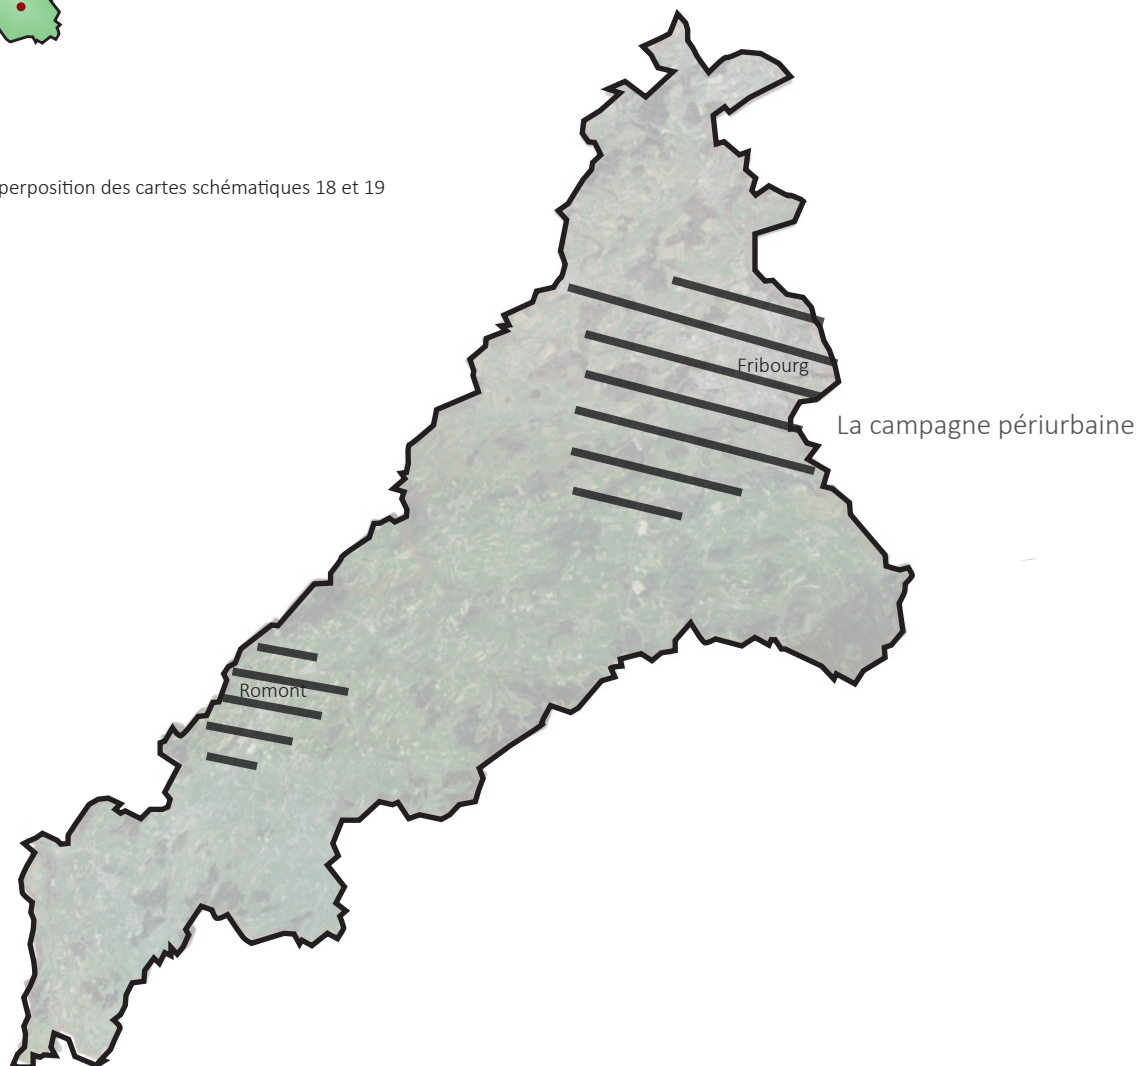 perposition des cartes schématiques 18 et 19
Fribourg
La campagne périurbaine
Romont